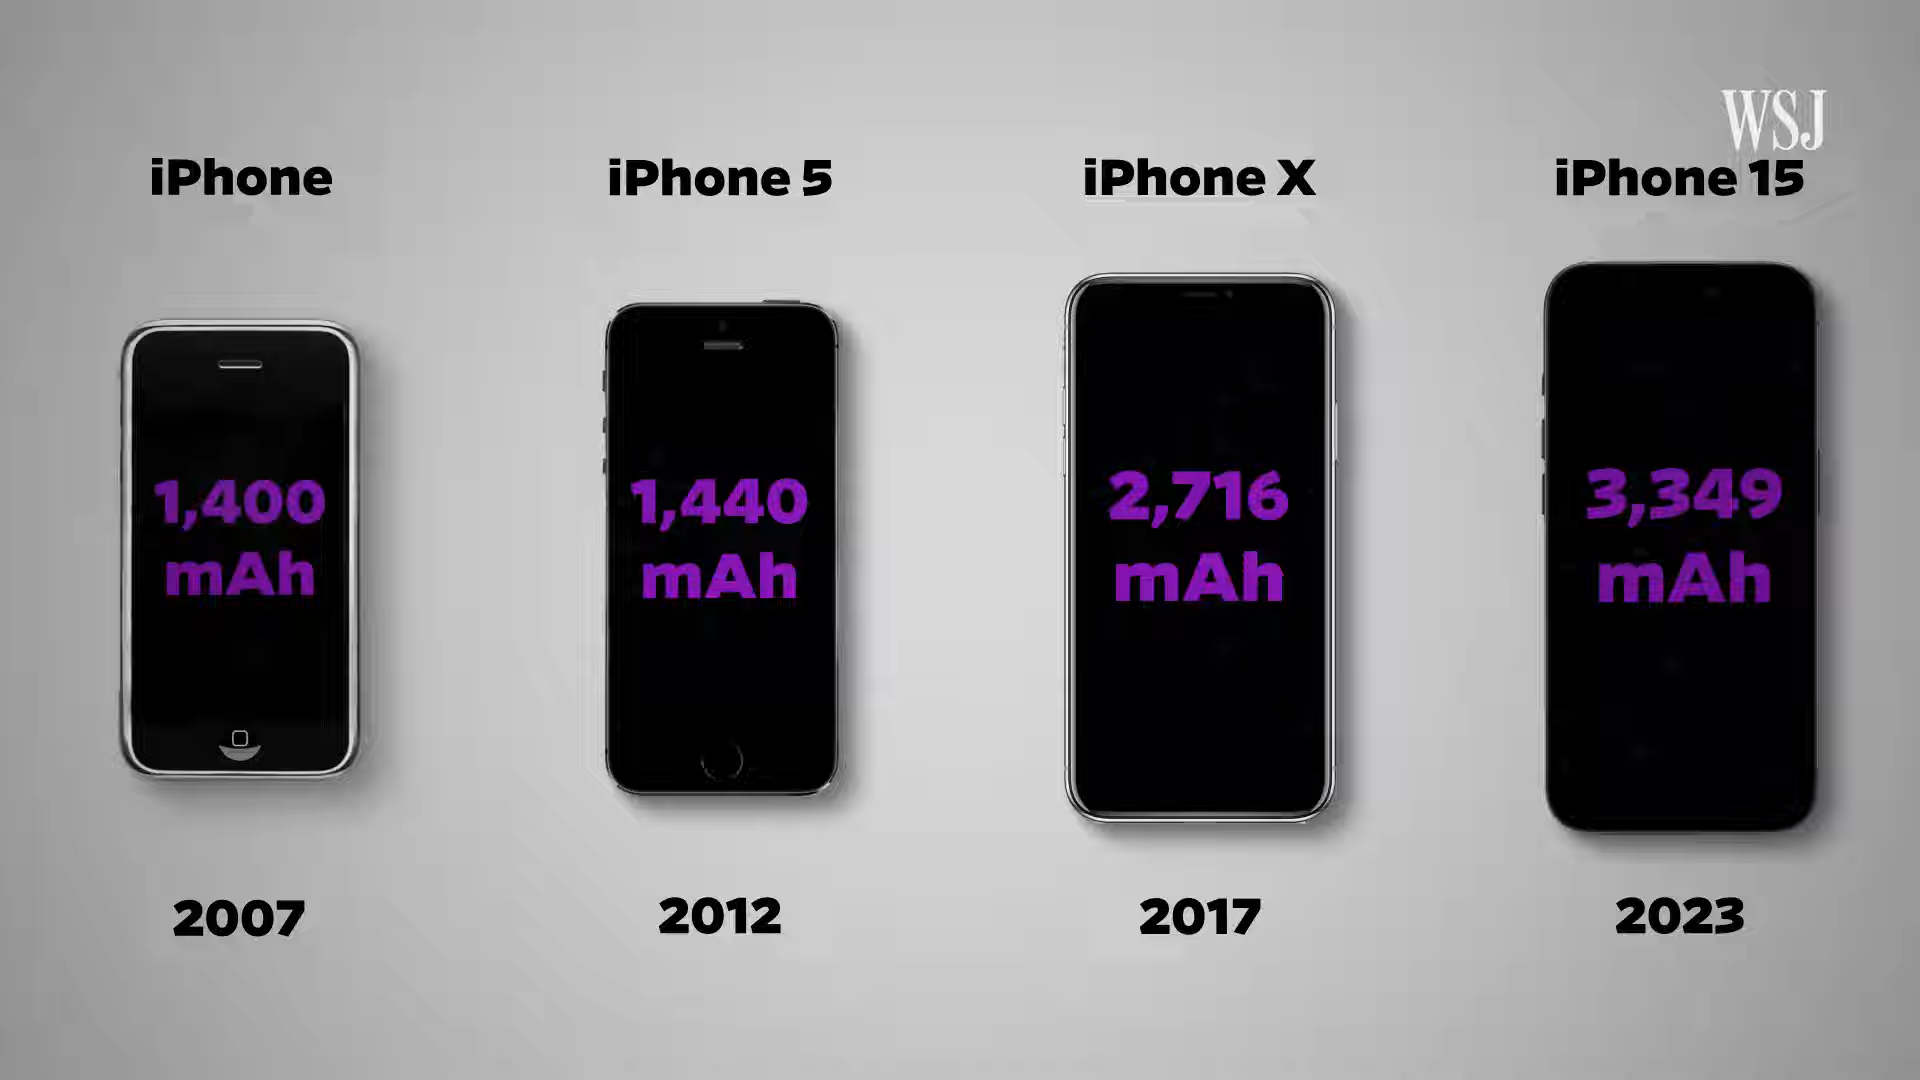 WSJ
iPhone
iPhone 5
iPhone X
iPhone 15
1,400
mAh
1,440
mAh
2,716
mAh
3,349
mAh
2007
2012
2017
2023